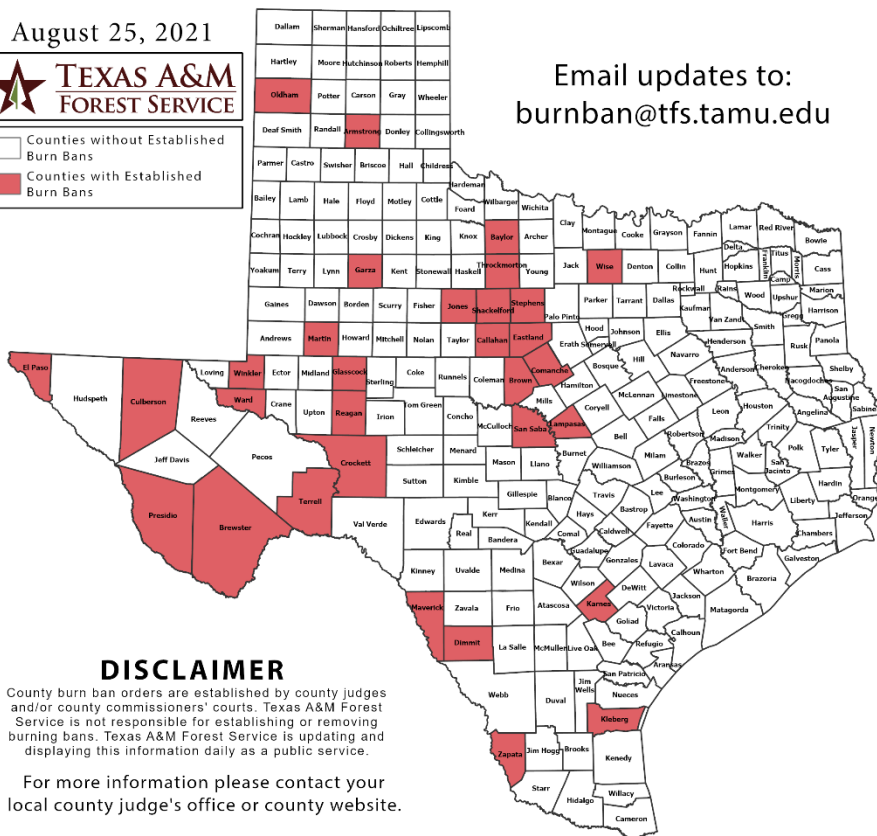 August 25, 2021
TEXAS A&M
FOREST SERVICE
Counties without Established
Burn Bans
Counties with Established
Burn Bans
Email updates to:
burnban@tfs.tamu.edu
Dallam Sherman Hansford Ochiltree Lipscomb
Hartley Moore Hutchinson Roberts Hemphill
Oldham Potter Carson Gray Wheeler
Deaf Smith Randall Armstrong Donley Collingsworth
Parmer Castro Swisher Briscoe Hall Childress
Hardeman
Bailey Lamb Hale Floyd Motley Cottle Foard Wilbarger Wichita
Clay Montague Cooke Grayson Fannin Lamar Red River Bowie
Cochran Hockley Lubbock Crosby Dickens King Knox Baylor Archer
Delta Titus Franklin Morris Camp Cass
Yoakum Terry Lynn Garza Kent Stonewall Haskell Throckmorton Young Jack Wise Denton Collin Hunt Hopkins
Rockwall Rains Wood Upshur Marion
Gaines Dawson Borden Scurry Fisher Jones Shackelford Stephens Palo Pinto Parker Tarrant Dallas Kaufman Van Zand Gregg Harrison
Andrews Martin Howard Mitchell Nolan Taylor Callahan Eastland Erath Somervell Hood Johnson Ellis Henderson Smith Rusk Panola
El Paso Hudspeth Culberson Reeves Loving Winkler Ector Midland Glasscock Sterling Coke Runnels Coleman Brown Comanche Hamilton Bosque Hill Navarro Freestone Anderson Cherokee Nacogdoches Shelby
San Augustine Sabine
Ward Crane Upton Reagan Irion Tom Green Concho McCulloch Mills San Saba Lampasas Coryell McLennan Limestone Falls Leon Houston Angelina
Trinity Polk Tyler Jasper Newton
Jeff Davis Pecos Crockett Schleicher Menard Mason Llano Burnet Bell Milam Robertson Madison Walker San Jacinto Hardin
Brazos Grimes Burleson
Presidio Brewster Terrell Sutton Kimble Gillespie Blanco Williamson Travis Lee Washington Montgomery Liberty Orange
Val Verde Edwards Kerr Real Bandera Kendall Hays Comal Caldwell Bastrop Fayette Austin Waller Harris Jefferson Chambers
Guadalupe Gonzales Colorado Fort Bend Galveston
Kinney Uvalde Medina Bexar Wilson Lavaca Wharton Brazoria
Maverick Zavala Frio Atascosa Karnes DeWitt Jackson Victoria Matagorda
Goliad Calhoun
Dimmit La Salle McMullen Live Oak Bee Refugio Aransas
San Patricio
Webb Duval Jim Wells Nueces
Kleberg
Zapata Jim Hogg Brooks Kenedy
Starr Hidalgo Willacy
Cameron
DISCLAIMER
County burn ban orders are established by county judges
and/or county commissioners' courts. Texas A&M Forest
Service is not responsible for establishing or removing
burning bans. Texas A&M Forest Service is updating and
displaying this information daily as a public service.
For more information please contact your
local county judge's office or county website.